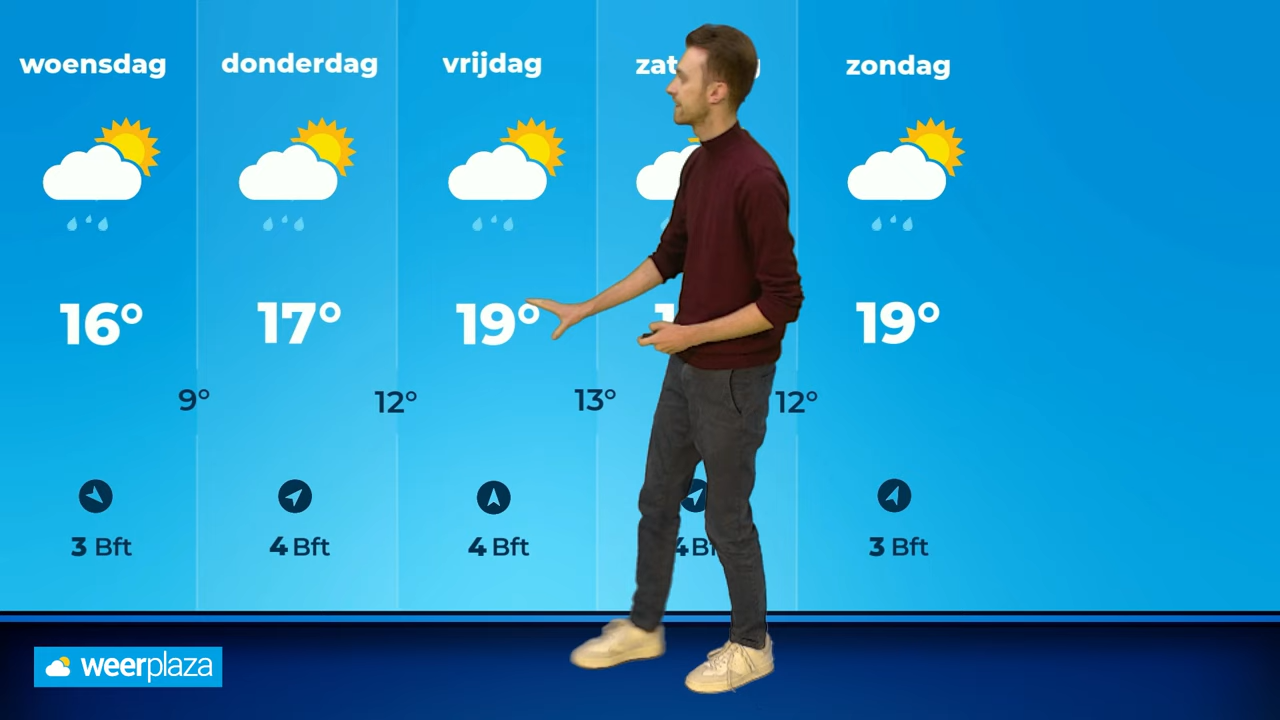 woensdag donderdag vrijdag zondag
16° 17° 19° 19°
9° 12° 13° 12°
3 Bft 4 Bft 4 Bft 3 Bft
weerplaza